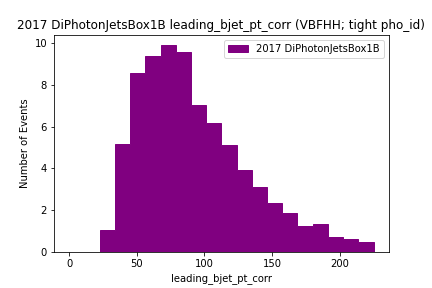 2017 DiPhotonJetsBox1B leading_bjet_pt_corr (VBFHH; tight pho_id)
2017 DiPhotonJetsBox1B
10
8
6
4
2
0
Number of Events
0 50 100 150 200
leading_bjet_pt_corr